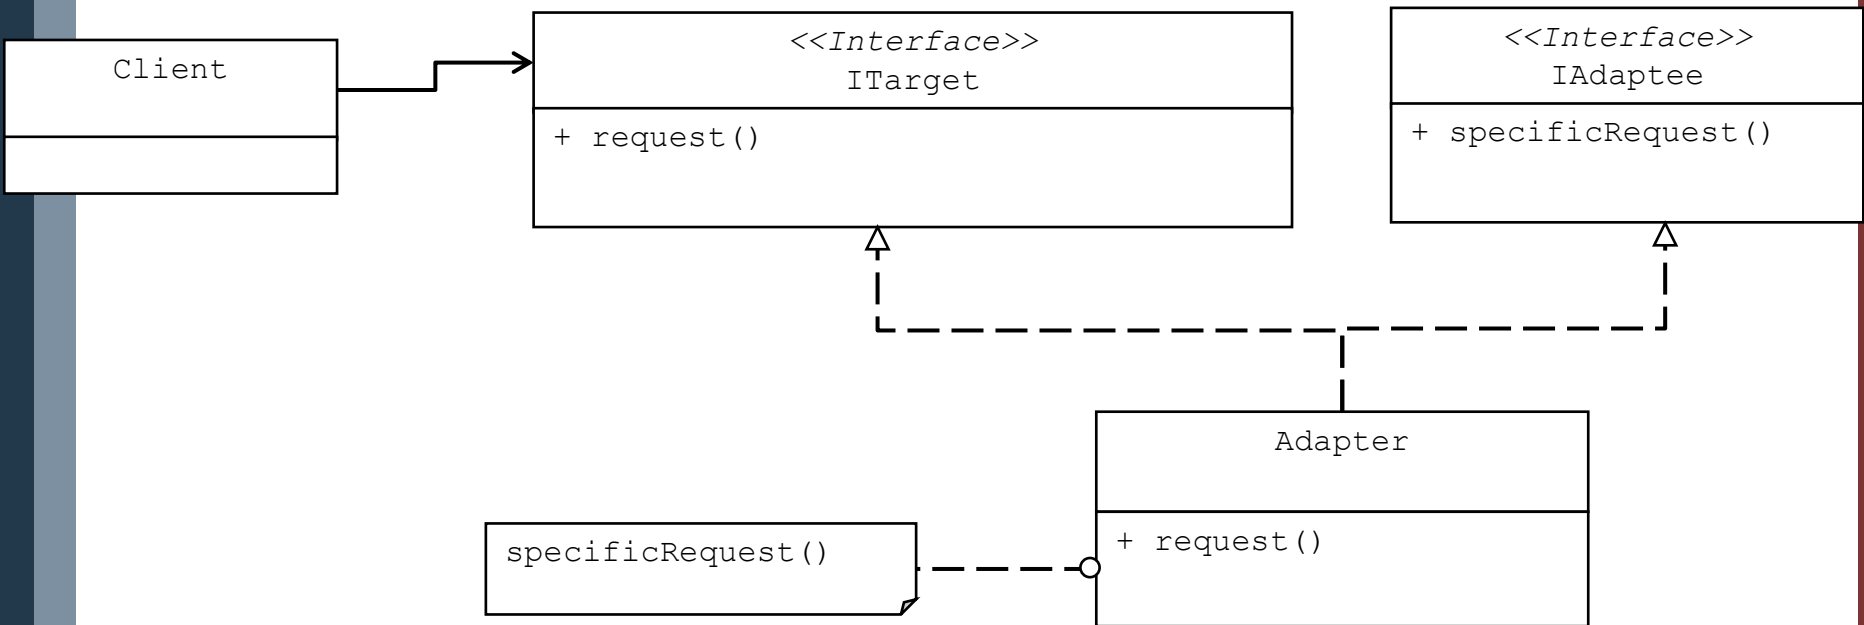 Client
<<Interface>>
ITarget
+ request()
<<Interface>>
IAdaptee
+ specificRequest()
Adapter
+ request()
specificRequest()